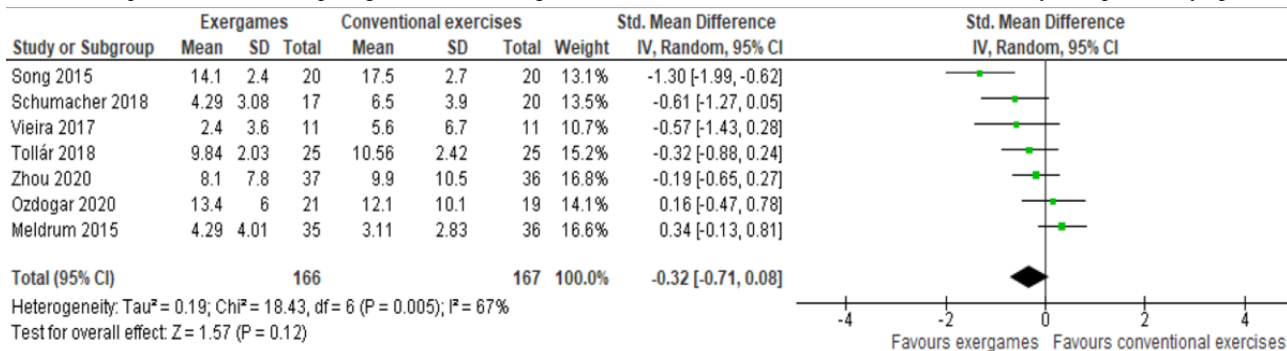 Exergames Conventional exercises Std. Mean Difference Std. Mean Difference
Study or Subgroup Mean SD Total Mean SD Total Weight IV, Random, 95% CI IV, Random, 95% CI
Song 2015 14.1 2.4 20 17.5 2.7 20 13.1% -1.30 [-1.99, -0.62]
Schumacher 2018 4.29 3.08 17 6.5 3.9 20 13.5% -0.61 [-1.27, 0.05]
Vieira 2017 2.4 3.6 11 5.6 6.7 11 10.7% -0.57 [-1.43, 0.28]
Tollár 2018 9.84 2.03 25 10.56 2.42 25 15.2% -0.32 [-0.88, 0.24]
Zhou 2020 8.1 7.8 37 9.9 10.5 36 16.8% -0.19 [-0.65, 0.27]
Ozdogar 2020 13.4 6 21 12.1 10.1 19 14.1% 0.16 [-0.47, 0.78]
Meldrum 2015 4.29 4.01 35 3.11 2.83 36 16.6% 0.34 [-0.13, 0.81]
Total (95% CI) 166 167 100.0% -0.32 [-0.71, 0.08]
Heterogeneity: Tau² = 0.19; Chi² = 18.43, df = 6 (P = 0.005); I² = 67%
Test for overall effect: Z = 1.57 (P = 0.12)
-4 -2 0 2 4
Favours exergames Favours conventional exercises